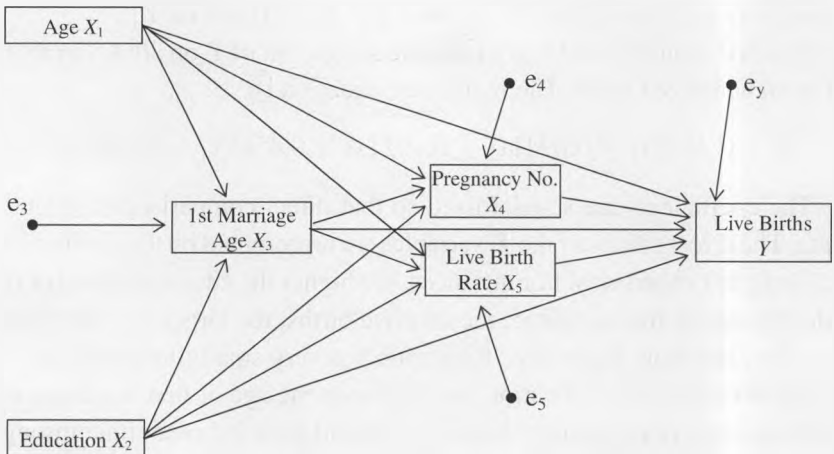 Age X₁
e₄
e_y
Pregnancy No.
X₄
e₃
1st Marriage
Age X₃
Live Births
Y
Live Birth
Rate X₅
e₅
Education X₂